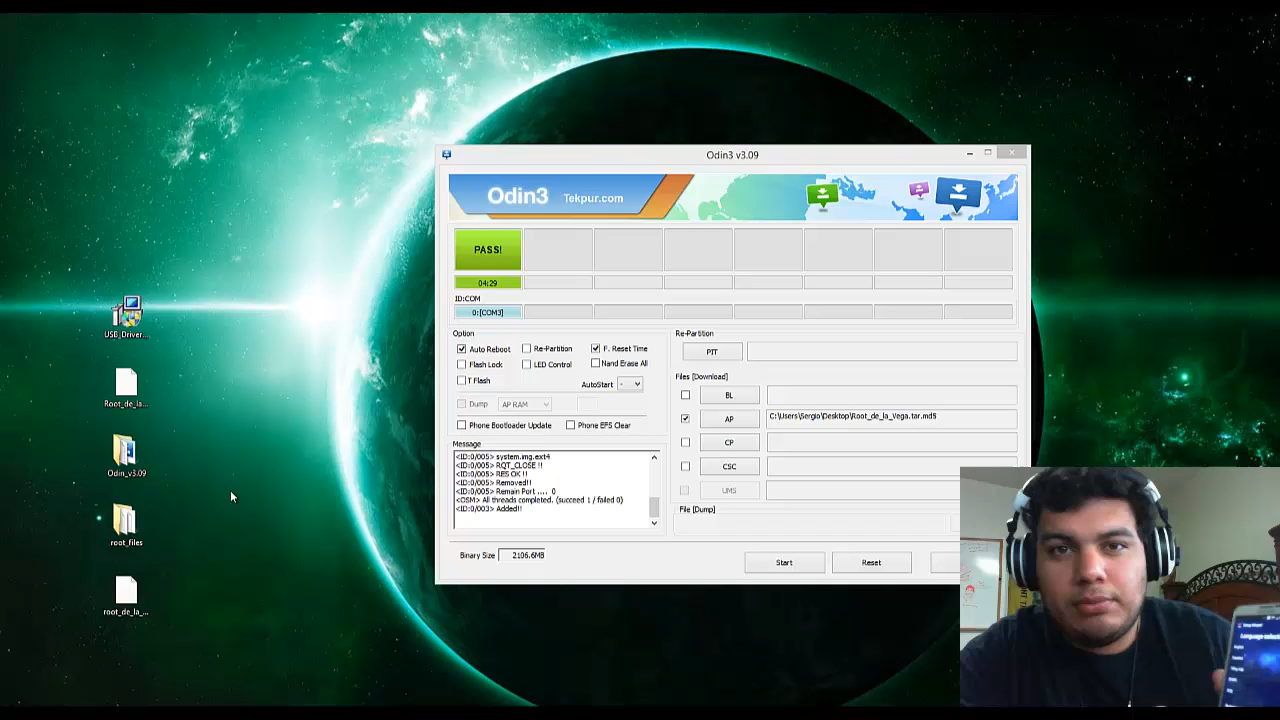 Odin3 v3.09
Odin3 Tekpur.com
PASS!
04:29
ID:COM
0:[COM3]
Option
Auto Reboot
Re-Partition
F. Reset Time
Flash Lock
LED Control
Nand Erase All
T Flash
AutoStart -
Dump
AP RAM
Phone Bootloader Update
Phone EFS Clear
Message
<ID:0/005> system.img.ext4
<ID:0/005> RQT_CLOSE !!
<ID:0/005> RES OK !!
<ID:0/005> Removed!!
<ID:0/005> Remain Port .... 0
<OSM> All threads completed. (succeed 1 / failed 0)
<ID:0/003> Added!!
Binary Size 2106.6MB
Re-Partition
PIT
Files [Download]
BL
AP C:\Users\Sergio\Desktop\Root_de_la_Vega.tar.md5
CP
CSC
UMS
File [Dump]
Start
Reset
USB_Driver...
Root_de_la...
Odin_v3.09
root_files
root_de_la_...
Language select